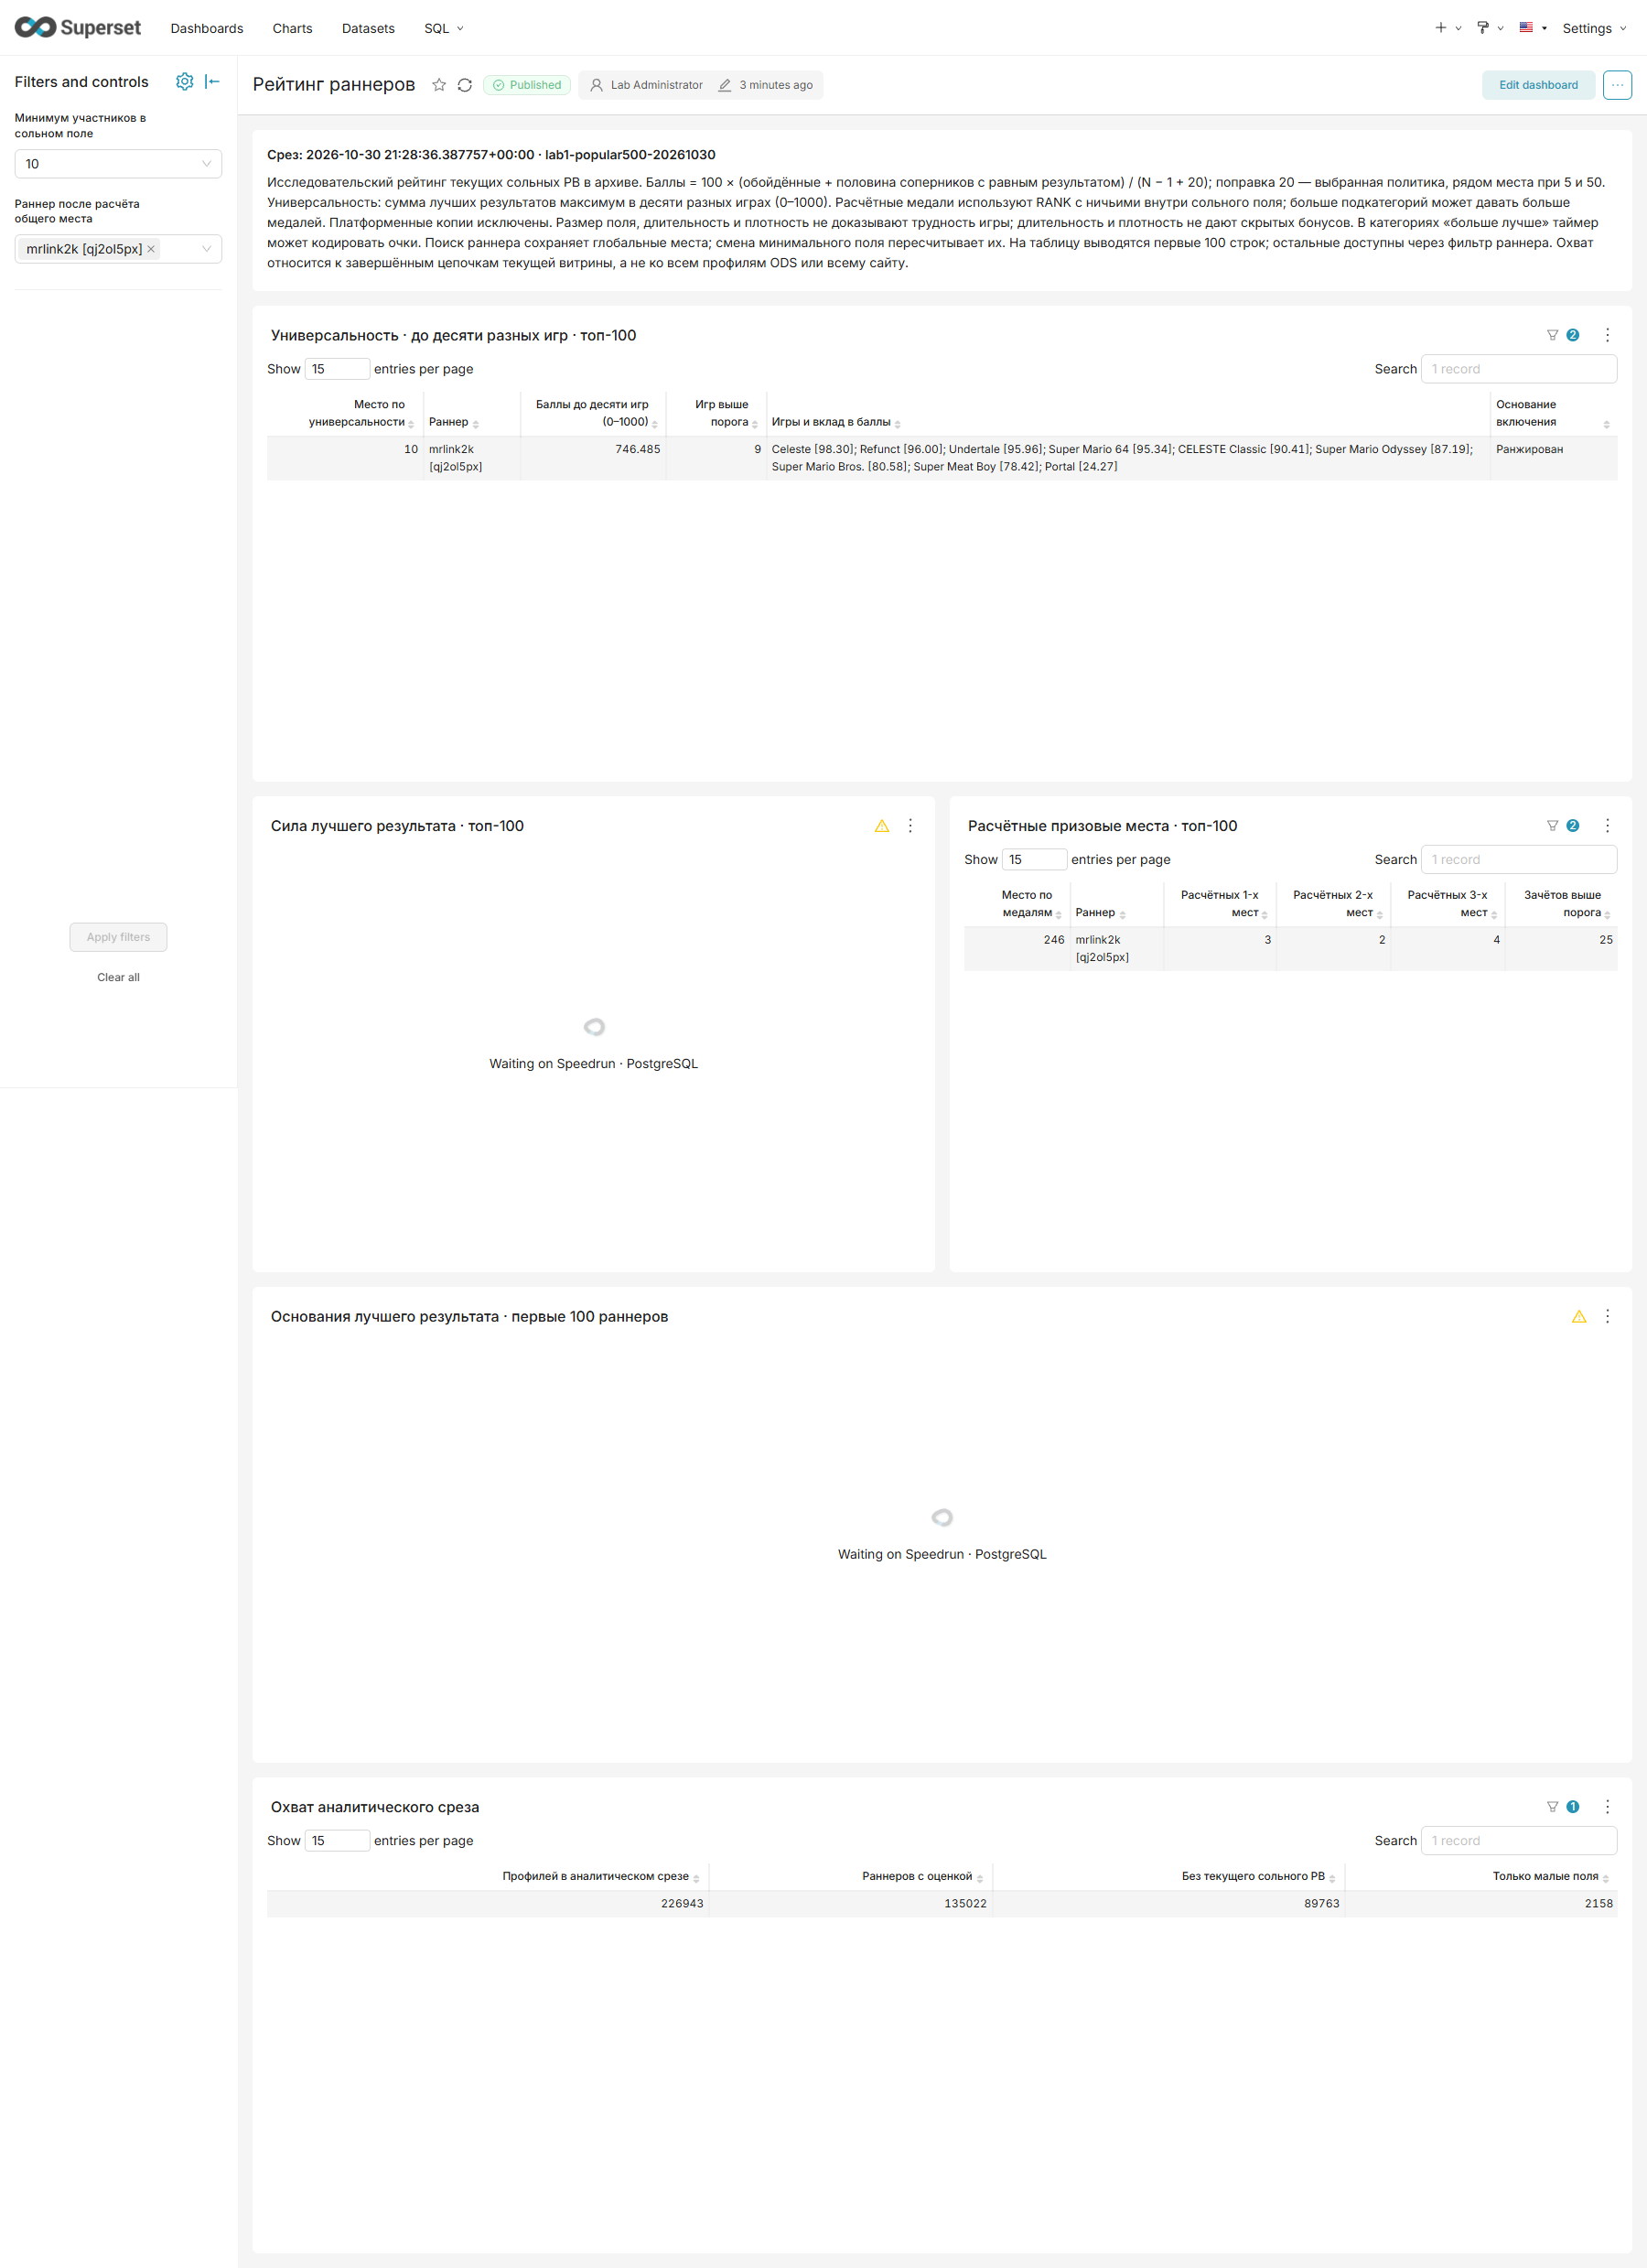 Superset
Dashboards
Charts
Datasets
SQL
Settings
Filters and controls
Минимум участников в
сольном поле
10
Раннер после расчёта
общего места
mrlink2k [qj2ol5px]
Apply filters
Clear all
Рейтинг раннеров
Published
Lab Administrator
3 minutes ago
Edit dashboard
Срез: 2026-10-30 21:28:36.387757+00:00 · lab1-popular500-20261030
Исследовательский рейтинг текущих сольных PB в архиве. Баллы = 100 × (обойдённые + половина соперников с равным результатом) / (N − 1 + 20); поправка 20 — выбранная политика, рядом места при 5 и 50.
Универсальность: сумма лучших результатов максимум в десяти разных играх (0–1000). Расчётные медали используют RANK с ничьими внутри сольного поля; больше подкатегорий может давать больше
медалей. Платформенные копии исключены. Размер поля, длительность и плотность не доказывают трудность игры; длительность и плотность не дают скрытых бонусов. В категориях «больше лучше» таймер
может кодировать очки. Поиск раннера сохраняет глобальные места; смена минимального поля пересчитывает их. На таблицу выводятся первые 100 строк; остальные доступны через фильтр раннера. Охват
относится к завершённым цепочкам текущей витрины, а не ко всем профилям ODS или всему сайту.
Универсальность · до десяти разных игр · топ-100
2
Show 15 entries per page
Search 1 record
Место по
универсальности
Раннер
Баллы до десяти игр
(0–1000)
Игр выше
порога
Игры и вклад в баллы
Основание
включения
10
mrlink2k
[qj2ol5px]
746.485
9
Celeste [98.30]; Refunct [96.00]; Undertale [95.96]; Super Mario 64 [95.34]; CELESTE Classic [90.41]; Super Mario Odyssey [87.19];
Super Mario Bros. [80.58]; Super Meat Boy [78.42]; Portal [24.27]
Ранжирован
Сила лучшего результата · топ-100
Waiting on Speedrun · PostgreSQL
Расчётные призовые места · топ-100
2
Show 15 entries per page
Search 1 record
Место по
медалям
Раннер
Расчётных 1-х
мест
Расчётных 2-х
мест
Расчётных 3-х
мест
Зачётов выше
порога
246
mrlink2k
[qj2ol5px]
3
2
4
25
Основания лучшего результата · первые 100 раннеров
Waiting on Speedrun · PostgreSQL
Охват аналитического среза
1
Show 15 entries per page
Search 1 record
Профилей в аналитическом срезе
Раннеров с оценкой
Без текущего сольного PB
Только малые поля
226943
135022
89763
2158